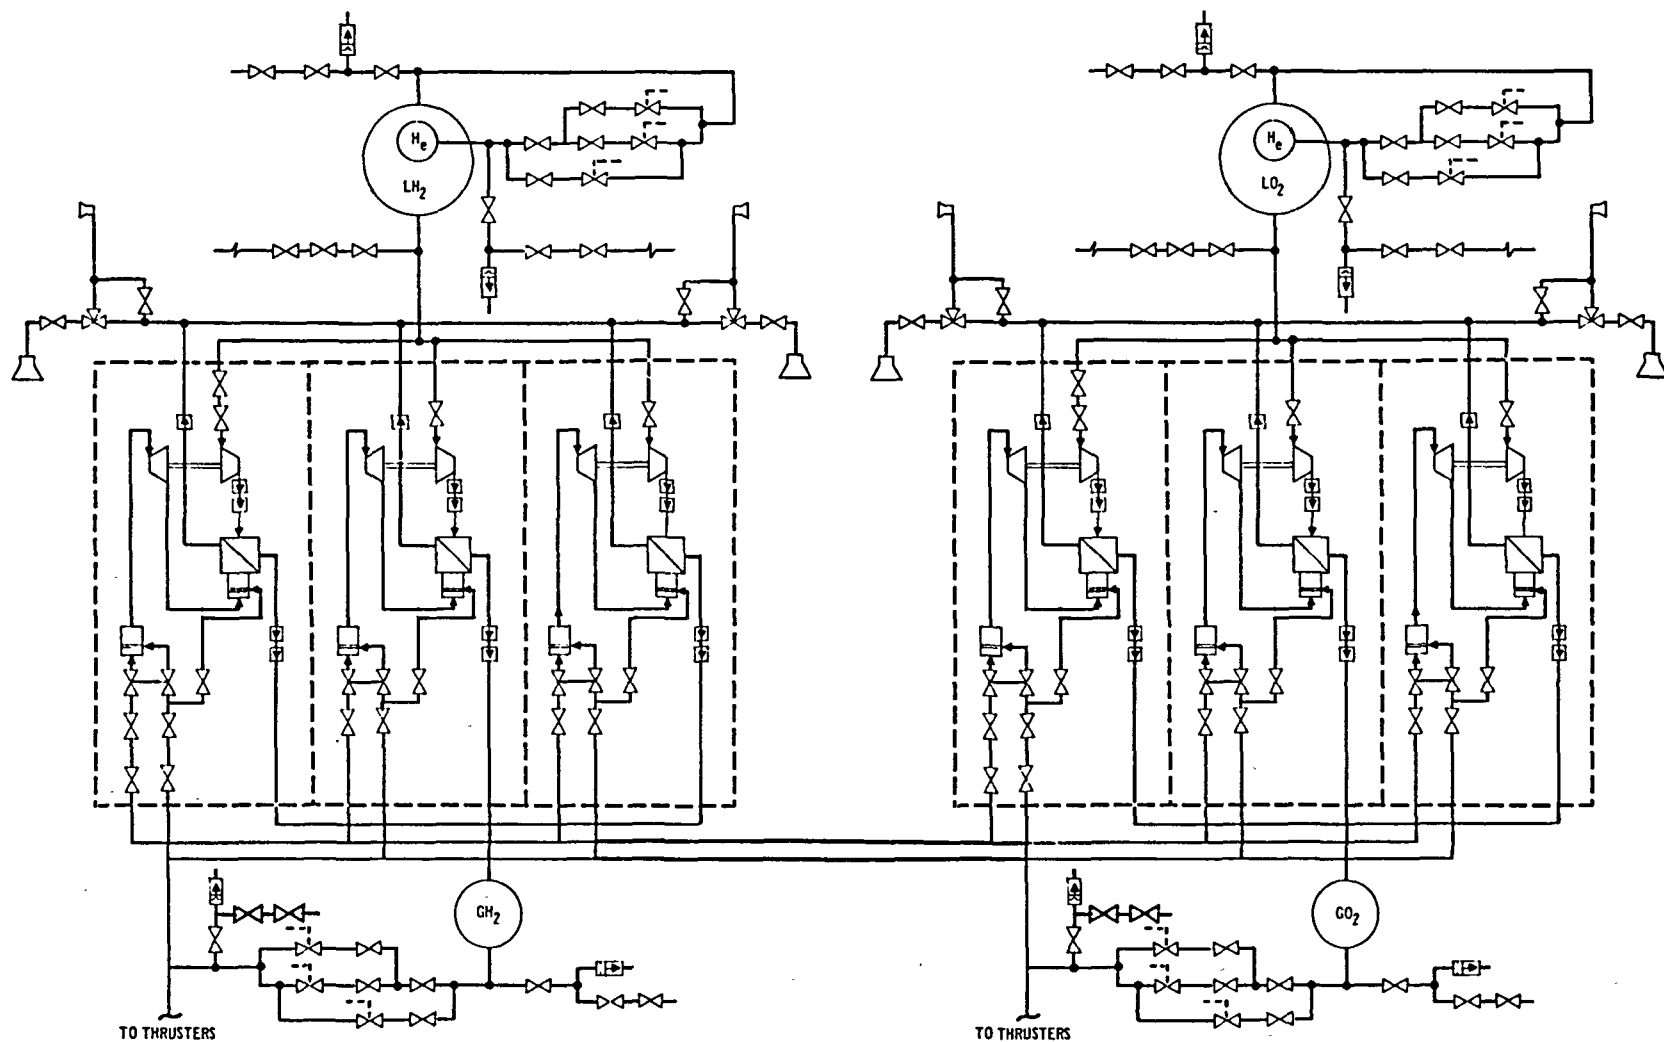 He
LH2
He
LO2
GH2
GO2
TO THRUSTERS
TO THRUSTERS